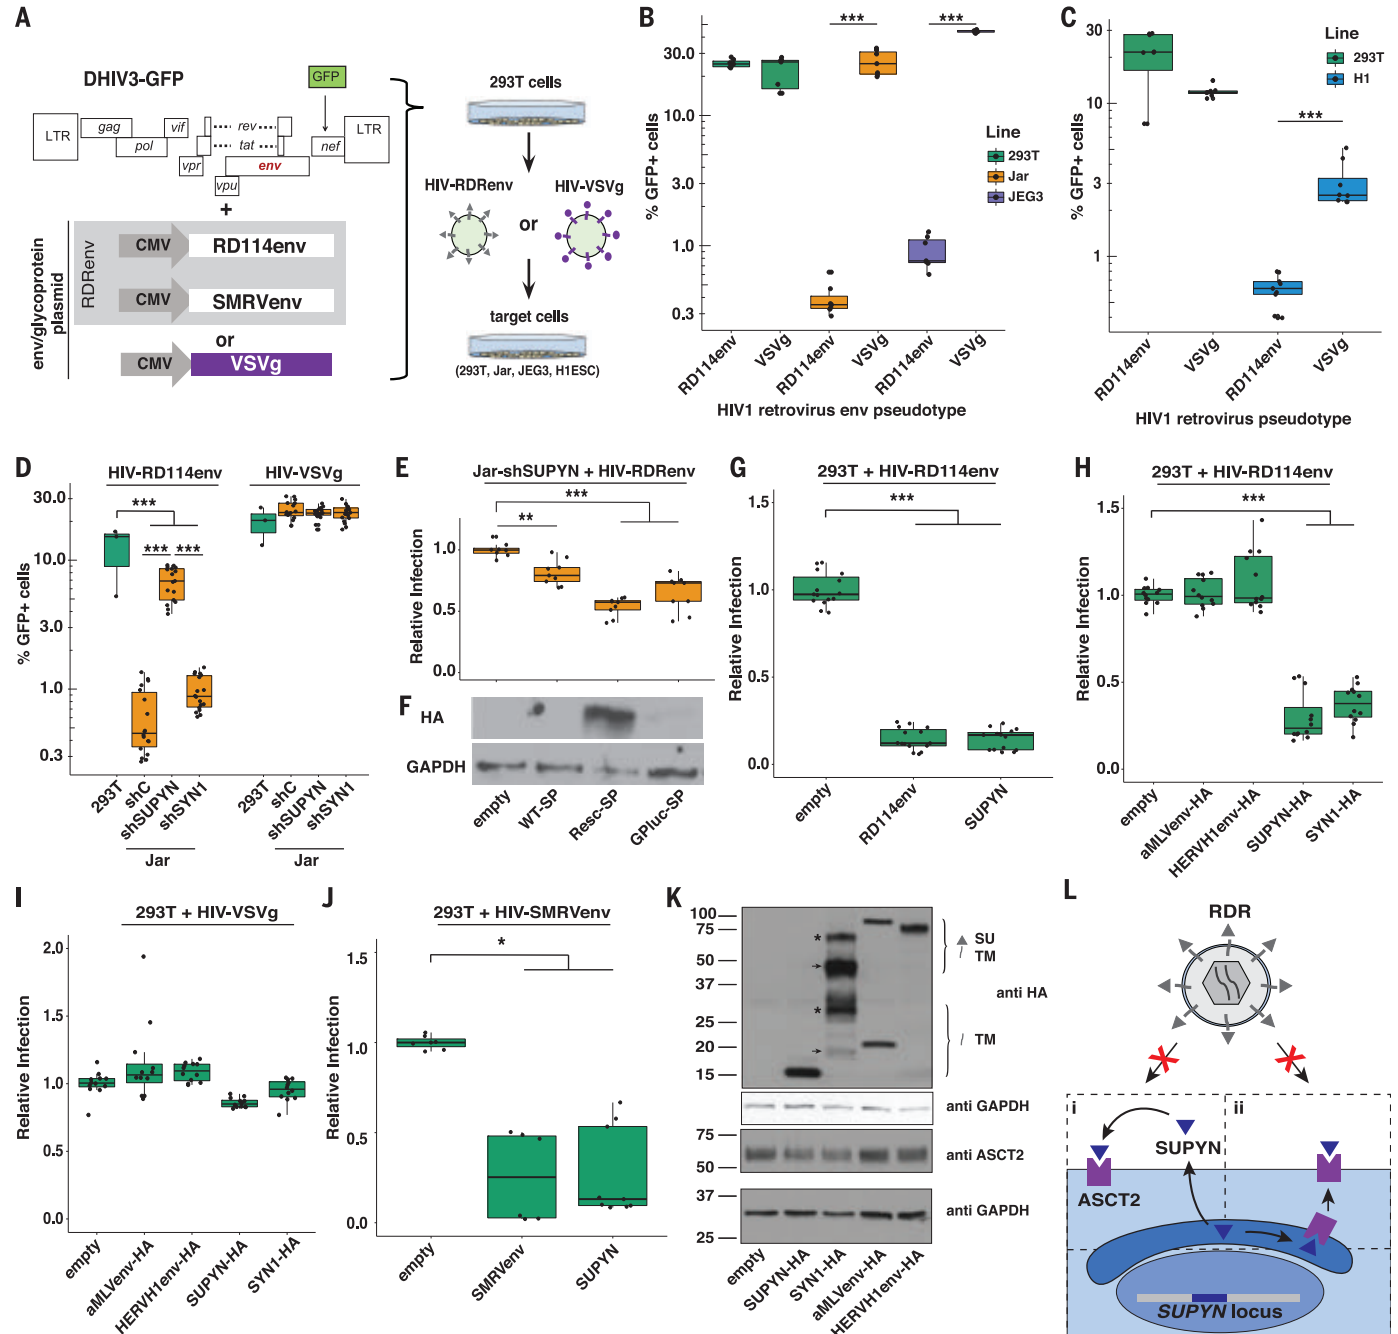 A
DHIV3-GFP
GFP
LTR
gag
pol
vif
vpr
vpu
rev
tat
env
nef
LTR
+
env/glycoprotein
plasmid
RDRenv
CMV
RD114env
CMV
SMRVenv
or
CMV
VSVg
293T cells
HIV-RDRenv
HIV-VSVg
or
target cells
(293T, Jar, JEG3, H1ESC)
B
% GFP+ cells
30.0
10.0
3.0
1.0
0.3
***
***
Line
293T
Jar
JEG3
RD114env
VSVg
RD114env
VSVg
RD114env
VSVg
HIV1 retrovirus env pseudotype
C
% GFP+ cells
30
10
3
1
***
Line
293T
H1
RD114env
VSVg
RD114env
VSVg
HIV1 retrovirus pseudotype
D
HIV-RD114env
HIV-VSVg
% GFP+ cells
30.0
10.0
3.0
1.0
0.3
***
***
***
293T
shC
shSUPYN
shSYN1
293T
shC
shSUPYN
shSYN1
Jar
Jar
E
Jar-shSUPYN + HIV-RDRenv
Relative Infection
1.0
0.5
0.0
***
**
F
HA
GAPDH
empty
WT-SP
Resc-SP
GPluc-SP
G
293T + HIV-RD114env
Relative Infection
1.5
1.0
0.5
0.0
***
empty
RD114env
SUPYN
H
293T + HIV-RD114env
Relative Infection
1.5
1.0
0.5
0.0
***
empty
aMLVenv-HA
HERVH1env-HA
SUPYN-HA
SYN1-HA
I
293T + HIV-VSVg
Relative Infection
2.0
1.5
1.0
0.5
0.0
empty
aMLVenv-HA
HERVH1env-HA
SUPYN-HA
SYN1-HA
J
293T + HIV-SMRVenv
Relative Infection
1.5
1.0
0.5
0.0
*
empty
SMRVenv
SUPYN
K
100
75
50
37
25
20
15
*
*
SU
TM
anti HA
TM
anti GAPDH
75
50
anti ASCT2
37
25
anti GAPDH
empty
SUPYN-HA
SYN1-HA
aMLVenv-HA
HERVH1env-HA
L
RDR
i
ii
SUPYN
ASCT2
SUPYN locus